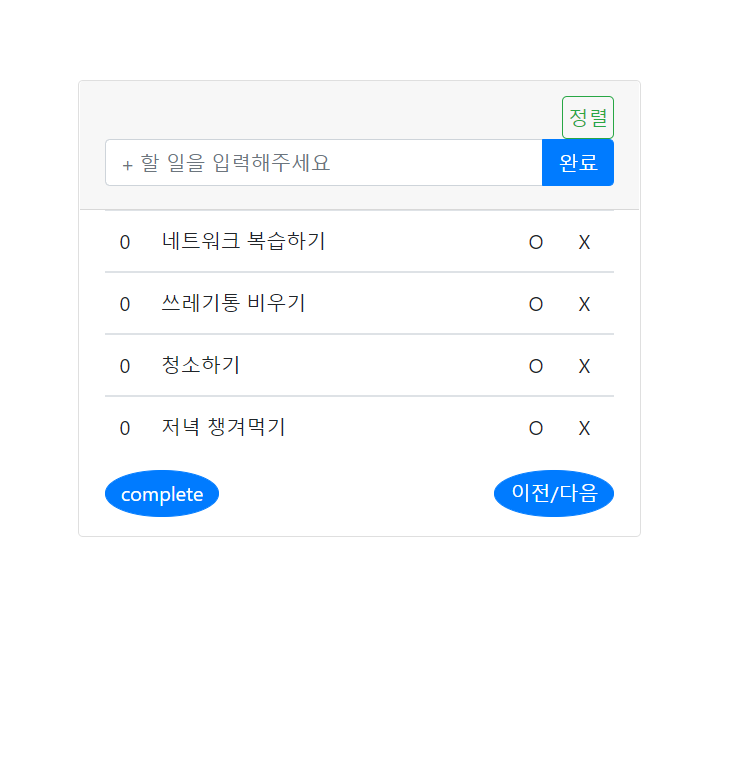 정렬
+ 할 일을 입력해주세요 완료
0 네트워크 복습하기 O X
0 쓰레기통 비우기 O X
0 청소하기 O X
0 저녁 챙겨먹기 O X
complete 이전/다음